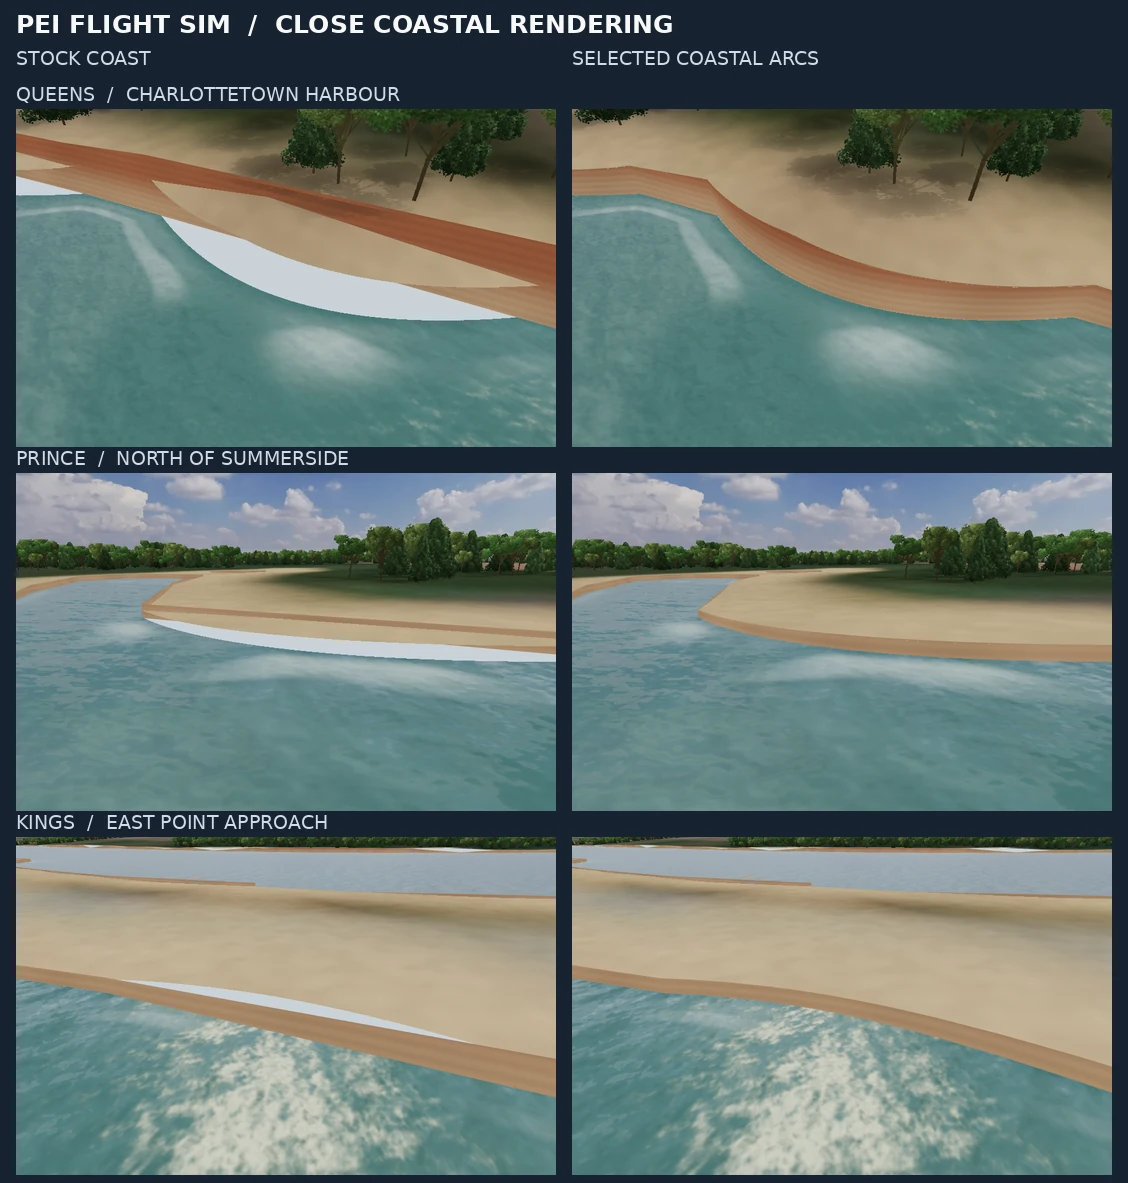 PEI FLIGHT SIM / CLOSE COASTAL RENDERING
STOCK COAST
SELECTED COASTAL ARCS
QUEENS / CHARLOTTETOWN HARBOUR
PRINCE / NORTH OF SUMMERSIDE
KINGS / EAST POINT APPROACH